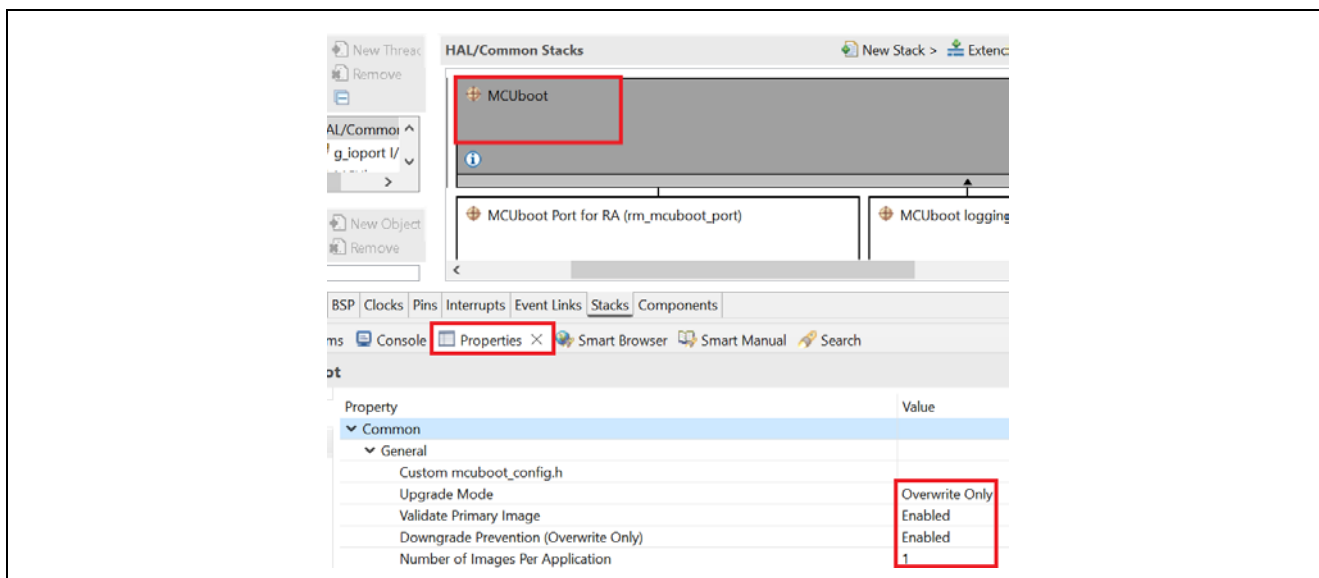 New Threac
HAL/Common Stacks
New Stack >
Extenc
Remove
MCUboot
AL/Commoı
g_ioport I/
MCUboot Port for RA (rm_mcuboot_port)
MCUboot logging
New Object
Remove
BSP Clocks Pins Interrupts Event Links Stacks Components
ms Console Properties Smart Browser Smart Manual Search
ot
Property Value
Common
General
Custom mcuboot_config.h
Upgrade Mode Overwrite Only
Validate Primary Image Enabled
Downgrade Prevention (Overwrite Only) Enabled
Number of Images Per Application 1